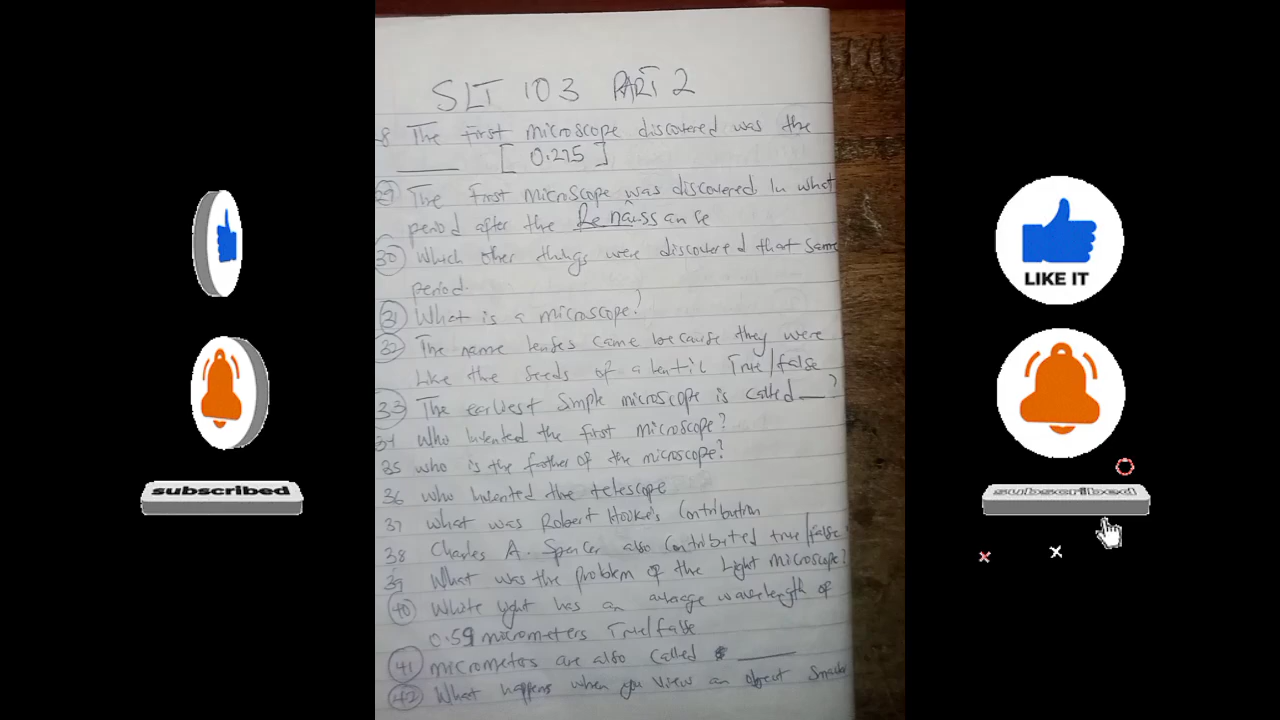 SLT 103 PART 2
8 The first microscope discovered was the
____ [ 0.275 ]
29 The first microscope was discovered in what
period after the Renaissanse
30 Which other things were discovered that same
period.
31 What is a microscope?
32 The name lenses came because they were
like the seeds of a lentil True/false
33 The earliest simple microscope is called ___?
34 Who invented the first microscope?
35 who is the father of the microscope?
36 who invented the telescope
37 what was Robert Hooke's contribution
38 Charles A. Spencer also contributed true/false
39 What was the problem of the Light microscope?
40 White light has an average wavelength of
0.55 micrometers True/false
41 micrometers are also called ____
42 What happens when you view an object
LIKE IT
subscribed
subscribed